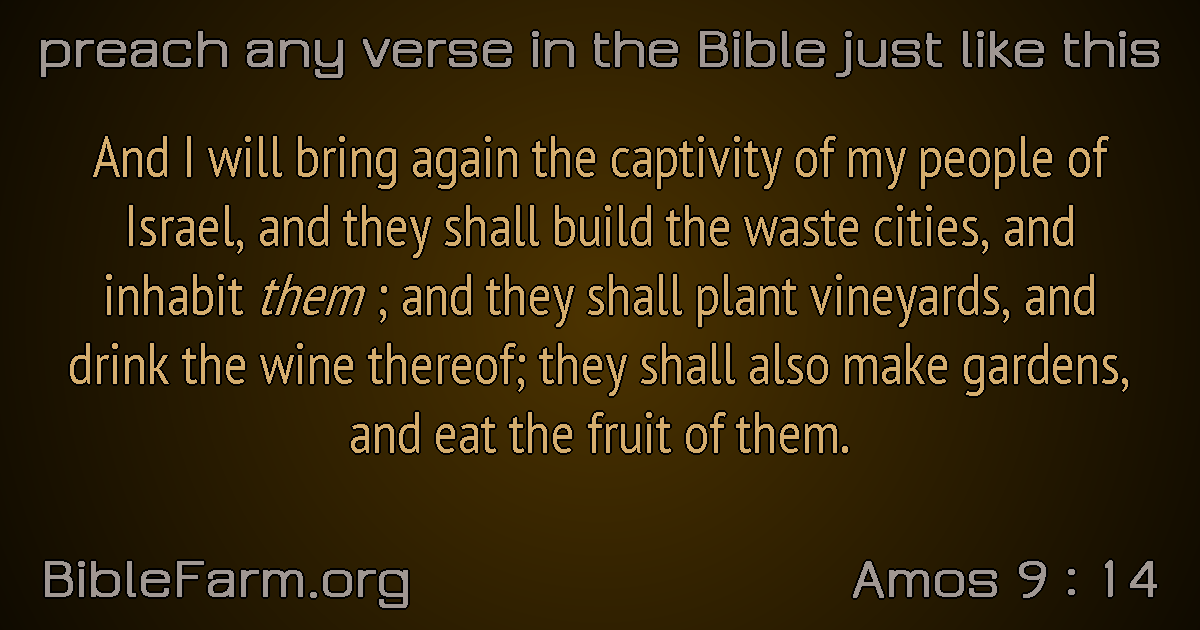 preach any verse in the Bible just like this
And I will bring again the captivity of my people of
Israel, and they shall build the waste cities, and
inhabit them ; and they shall plant vineyards, and
drink the wine thereof; they shall also make gardens,
and eat the fruit of them.
BibleFarm.org
Amos 9 : 14